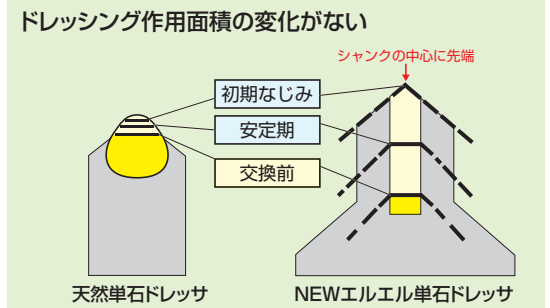 ドレッシング作用面積の変化がない
シャンクの中心に先端
初期なじみ
安定期
交換前
天然単石ドレッサ
NEWエルエル単石ドレッサ